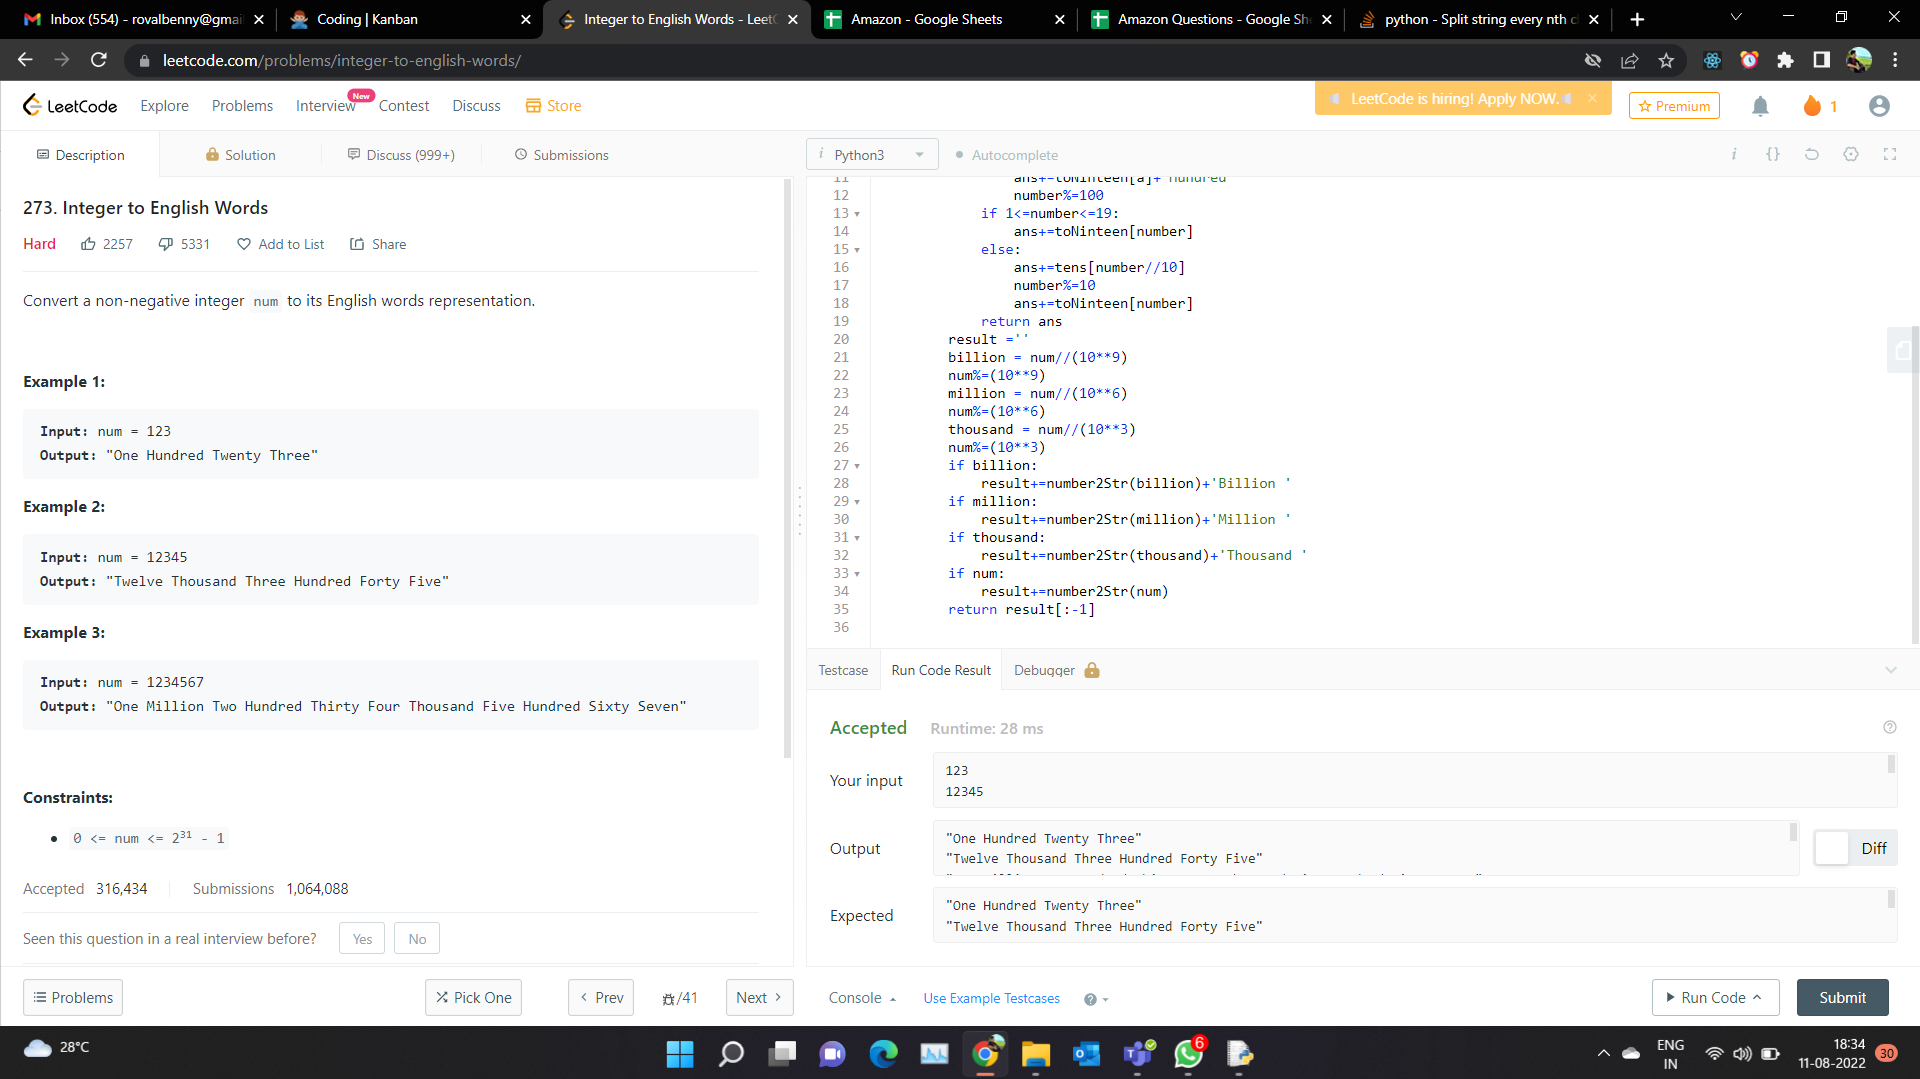 Inbox (554) - rovalbenny@gmai
Coding | Kanban
Integer to English Words - LeetC
Amazon - Google Sheets
Amazon Questions - Google Sh
python - Split string every nth c
leetcode.com/problems/integer-to-english-words/
LeetCode
Explore
Problems
Interview
New
Contest
Discuss
Store
LeetCode is hiring! Apply NOW.
Premium
1
Description
Solution
Discuss (999+)
Submissions
i Python3
Autocomplete
273. Integer to English Words
Hard
2257
5331
Add to List
Share
Convert a non-negative integer num to its English words representation.
Example 1:
Input: num = 123
Output: "One Hundred Twenty Three"
Example 2:
Input: num = 12345
Output: "Twelve Thousand Three Hundred Forty Five"
Example 3:
Input: num = 1234567
Output: "One Million Two Hundred Thirty Four Thousand Five Hundred Sixty Seven"
Constraints:
0 <= num <= 2³¹ - 1
Accepted 316,434
Submissions 1,064,088
Seen this question in a real interview before?
Yes
No
11 ans+=toNinteen[a]+'Hundred
12 number%=100
13 if 1<=number<=19:
14 ans+=toNinteen[number]
15 else:
16 ans+=tens[number//10]
17 number%=10
18 ans+=toNinteen[number]
19 return ans
20 result =''
21 billion = num//(10**9)
22 num%=(10**9)
23 million = num//(10**6)
24 num%=(10**6)
25 thousand = num//(10**3)
26 num%=(10**3)
27 if billion:
28 result+=number2Str(billion)+'Billion '
29 if million:
30 result+=number2Str(million)+'Million '
31 if thousand:
32 result+=number2Str(thousand)+'Thousand '
33 if num:
34 result+=number2Str(num)
35 return result[:-1]
36
Testcase
Run Code Result
Debugger
Accepted
Runtime: 28 ms
Your input
123
12345
Output
"One Hundred Twenty Three"
"Twelve Thousand Three Hundred Forty Five"
Diff
Expected
"One Hundred Twenty Three"
"Twelve Thousand Three Hundred Forty Five"
Problems
Pick One
Prev
/41
Next
Console
Use Example Testcases
Run Code
Submit
28°C
6
ENG
IN
18:34
11-08-2022
30